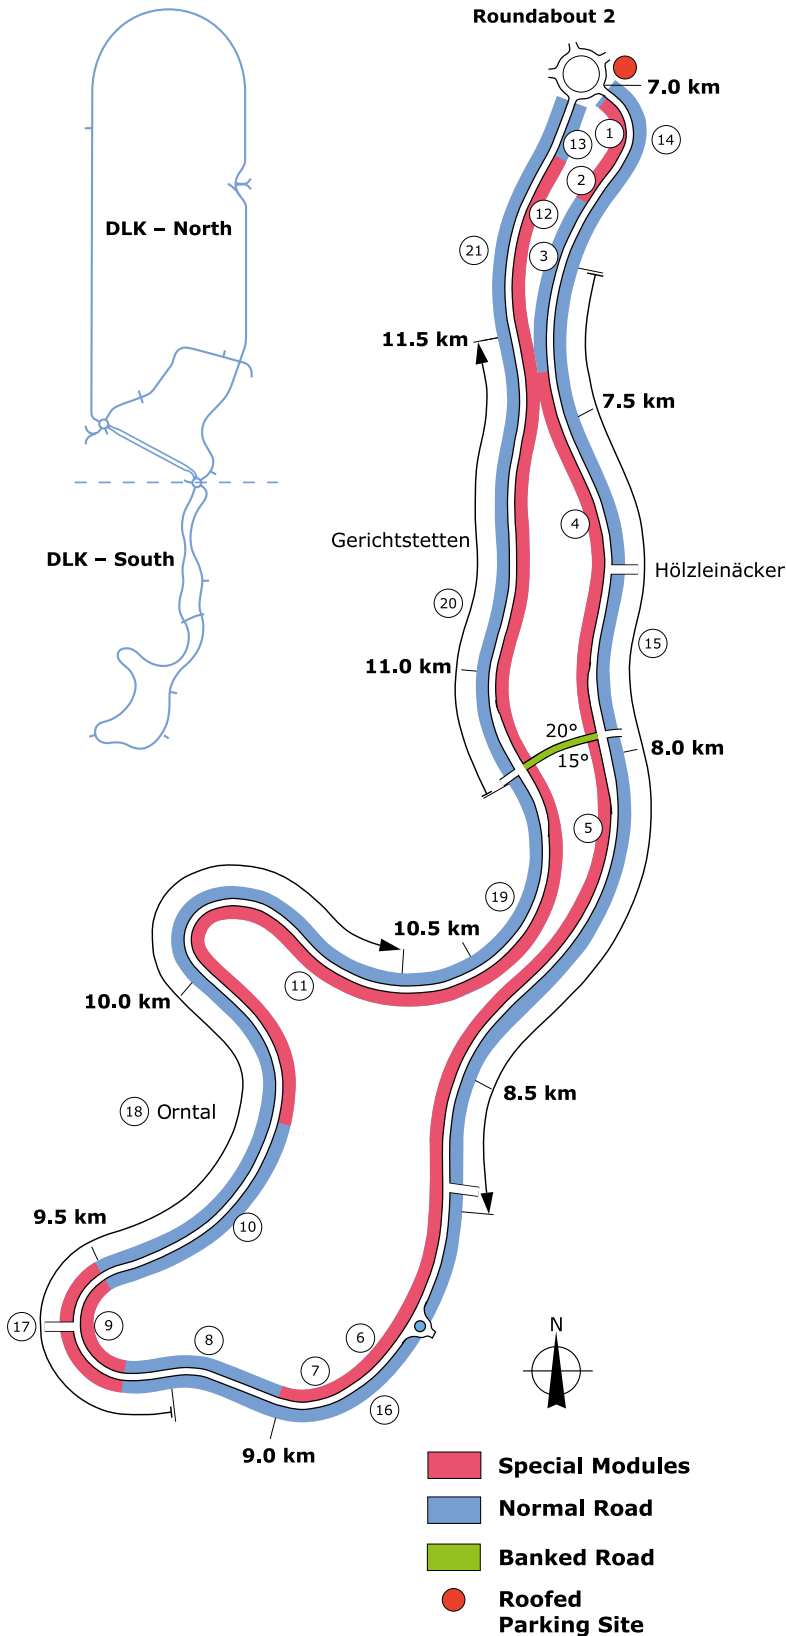 Roundabout 2
7.0 km
1
14
13
2
12
DLK – North
21
3
11.5 km
7.5 km
4
Gerichtstetten
DLK – South
Hölzleinäcker
20
15
11.0 km
20°
8.0 km
15°
5
19
10.5 km
11
10.0 km
8.5 km
18 Orntal
9.5 km
10
17
9
8
6
7
16
N
9.0 km
Special Modules
Normal Road
Banked Road
Roofed
Parking Site